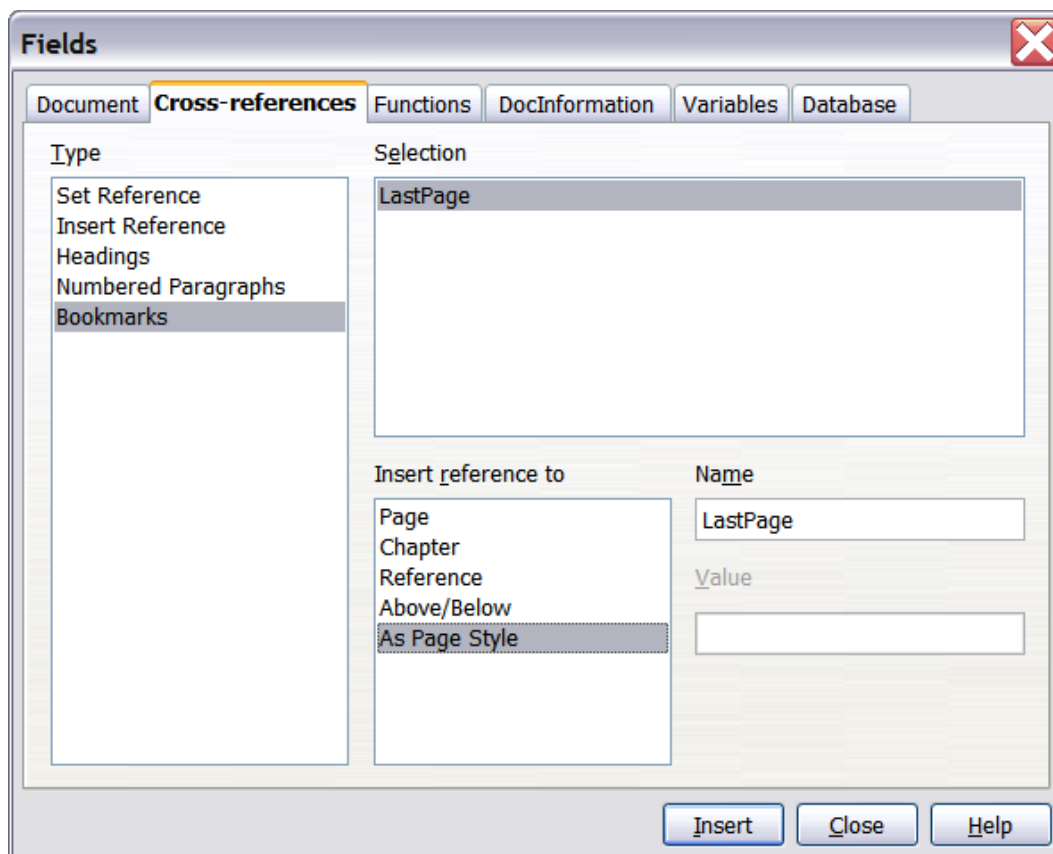 Fields
Document Cross-references Functions DocInformation Variables Database
Type
Set Reference
Insert Reference
Headings
Numbered Paragraphs
Bookmarks
Selection
LastPage
Insert reference to
Page
Chapter
Reference
Above/Below
As Page Style
Name
LastPage
Value
Insert Close Help